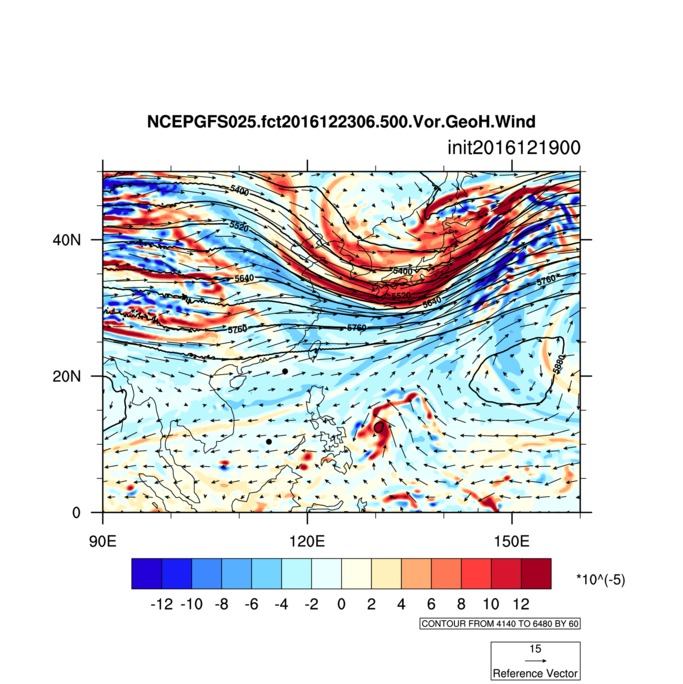 NCEPGFS025.fct2016122306.500.Vor.GeoH.Wind
init2016121900
5400
5520
40N
5400
5640
5520
5640
5760
5760
5760
5880
20N
0
90E 120E 150E
-12 -10 -8 -6 -4 -2 0 2 4 6 8 10 12 *10^(-5)
CONTOUR FROM 4140 TO 6480 BY 60
15
Reference Vector